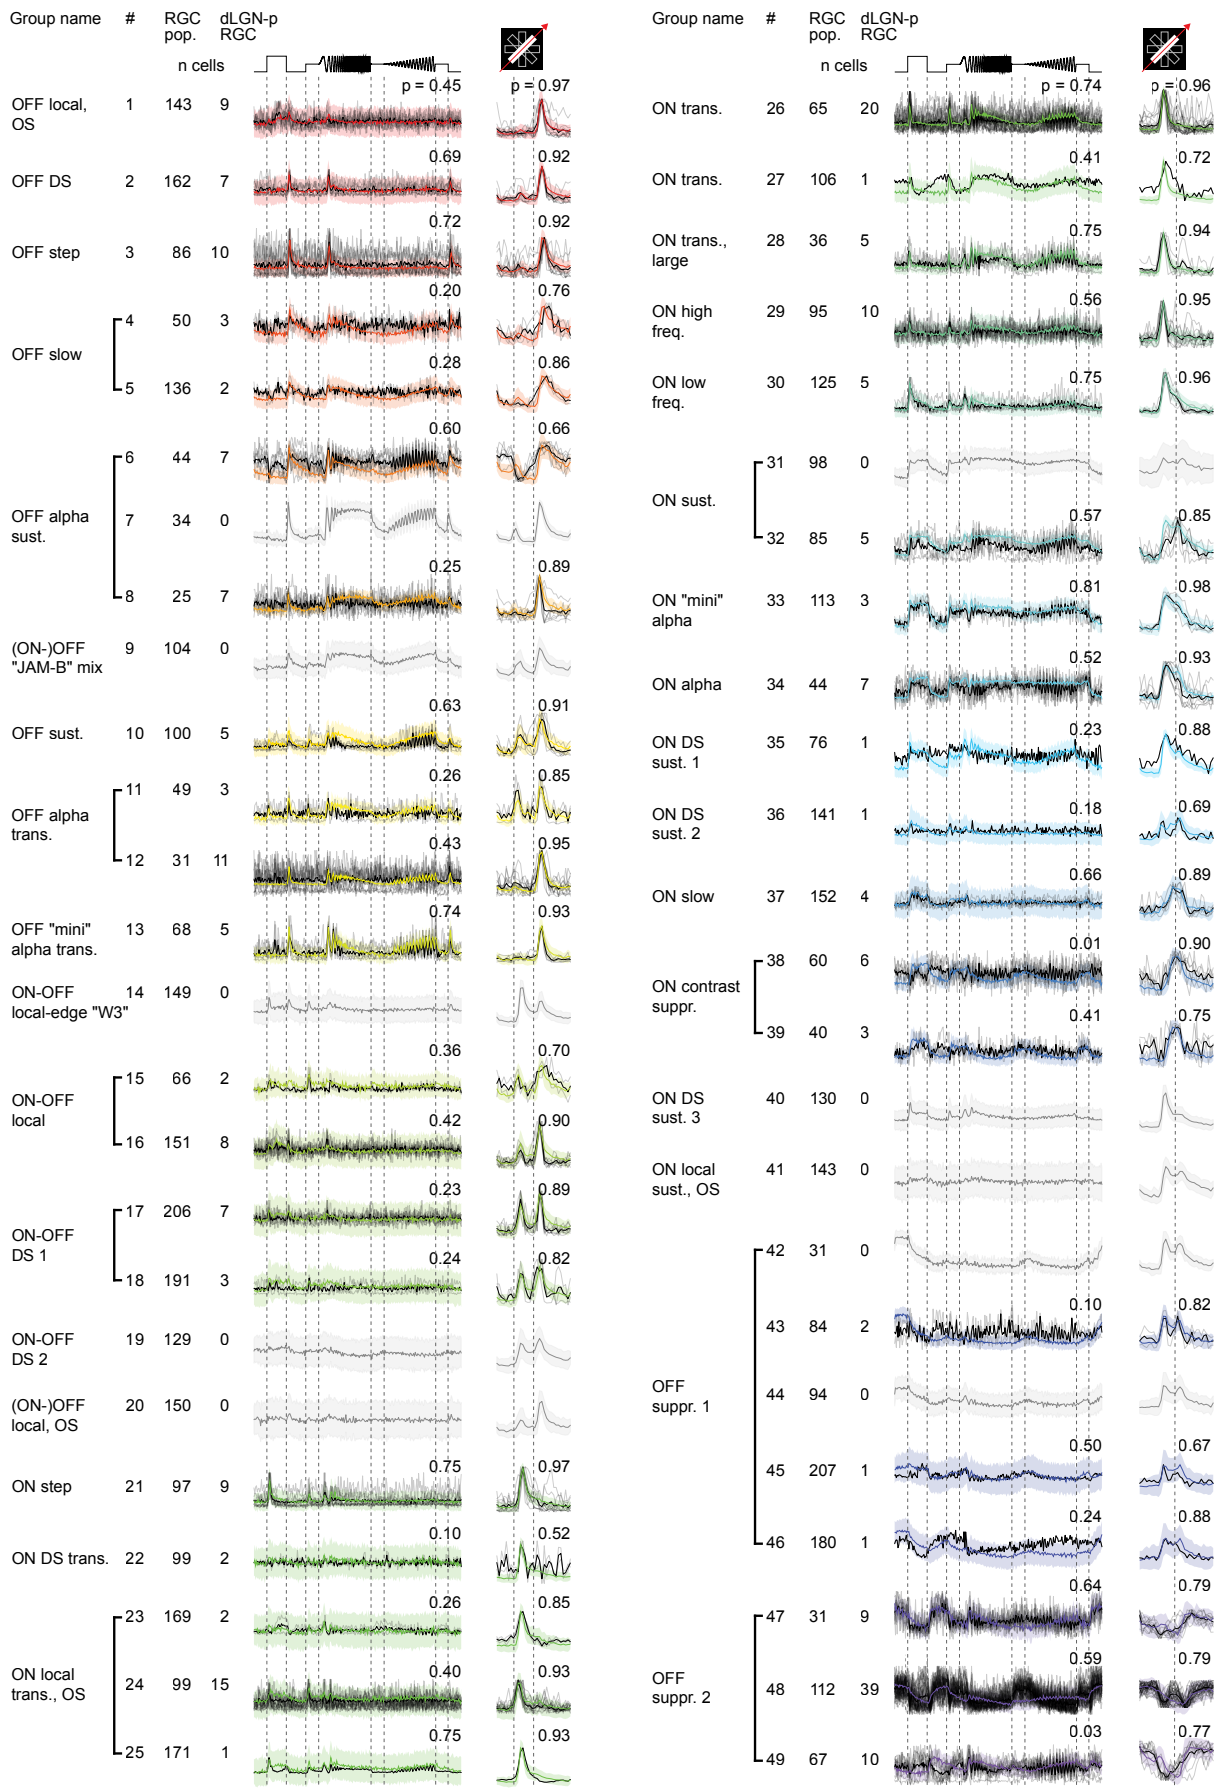 Group name # RGC pop. dLGN-p RGC
n cells
OFF local, OS 1 143 9 p = 0.45 p = 0.97
OFF DS 2 162 7 0.69 0.92
OFF step 3 86 10 0.72 0.92
OFF slow
4 50 3 0.20 0.76
5 136 2 0.28 0.86
OFF alpha sust.
6 44 7 0.60 0.66
7 34 0
8 25 7 0.25 0.89
(ON-)OFF "JAM-B" mix 9 104 0
OFF sust. 10 100 5 0.63 0.91
OFF alpha trans.
11 49 3 0.26 0.85
12 31 11 0.43 0.95
OFF "mini" alpha trans. 13 68 5 0.74 0.93
ON-OFF local-edge "W3" 14 149 0
ON-OFF local
15 66 2 0.36 0.70
16 151 8 0.42 0.90
ON-OFF DS 1
17 206 7 0.23 0.89
18 191 3 0.24 0.82
ON-OFF DS 2 19 129 0
(ON-)OFF local, OS 20 150 0
ON step 21 97 9 0.75 0.97
ON DS trans. 22 99 2 0.10 0.52
ON local trans., OS
23 169 2 0.26 0.85
24 99 15 0.40 0.93
25 171 1 0.75 0.93
Group name # RGC pop. dLGN-p RGC
n cells
ON trans. 26 65 20 p = 0.74 p = 0.96
ON trans. 27 106 1 0.41 0.72
ON trans., large 28 36 5 0.75 0.94
ON high freq. 29 95 10 0.56 0.95
ON low freq. 30 125 5 0.75 0.96
ON sust.
31 98 0
32 85 5 0.57 0.85
ON "mini" alpha 33 113 3 0.81 0.98
ON alpha 34 44 7 0.52 0.93
ON DS sust. 1 35 76 1 0.23 0.88
ON DS sust. 2 36 141 1 0.18 0.69
ON slow 37 152 4 0.66 0.89
ON contrast suppr.
38 60 6 0.01 0.90
39 40 3 0.41 0.75
ON DS sust. 3 40 130 0
ON local sust., OS 41 143 0
OFF suppr. 1
42 31 0
43 84 2 0.10 0.82
44 94 0
45 207 1 0.50 0.67
46 180 1 0.24 0.88
OFF suppr. 2
47 31 9 0.64 0.79
48 112 39 0.59 0.79
49 67 10 0.03 0.77